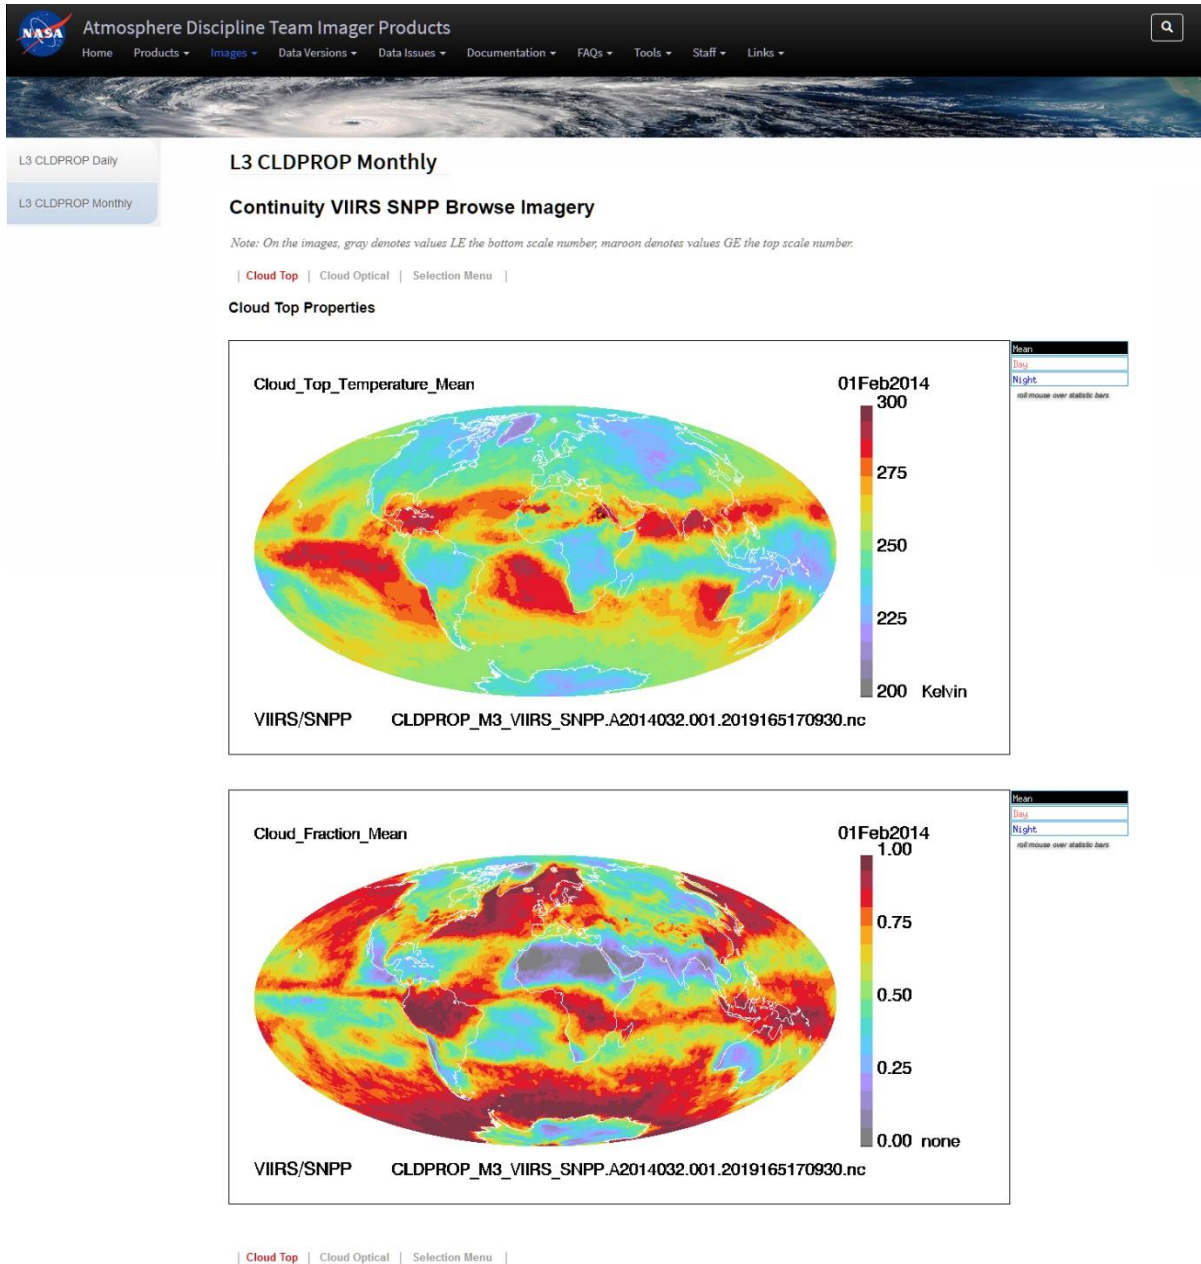 NASA
Atmosphere Discipline Team Imager Products
Home Products Images Data Versions Data Issues Documentation FAQs Tools Staff Links
L3 CLDPROP Daily
L3 CLDPROP Monthly
L3 CLDPROP Monthly
Continuity VIIRS SNPP Browse Imagery
Note: On the images, gray denotes values LE the bottom scale number, maroon denotes values GE the top scale number.
| Cloud Top | Cloud Optical | Selection Menu |
Cloud Top Properties
Cloud_Top_Temperature_Mean 01Feb2014
300
275
250
225
200 Kelvin
VIIRS/SNPP CLDPROP_M3_VIIRS_SNPP.A2014032.001.2019165170930.nc
Mean
Day
Night
roll mouse over statistic bars
Cloud_Fraction_Mean 01Feb2014
1.00
0.75
0.50
0.25
0.00 none
VIIRS/SNPP CLDPROP_M3_VIIRS_SNPP.A2014032.001.2019165170930.nc
Mean
Day
Night
roll mouse over statistic bars
| Cloud Top | Cloud Optical | Selection Menu |